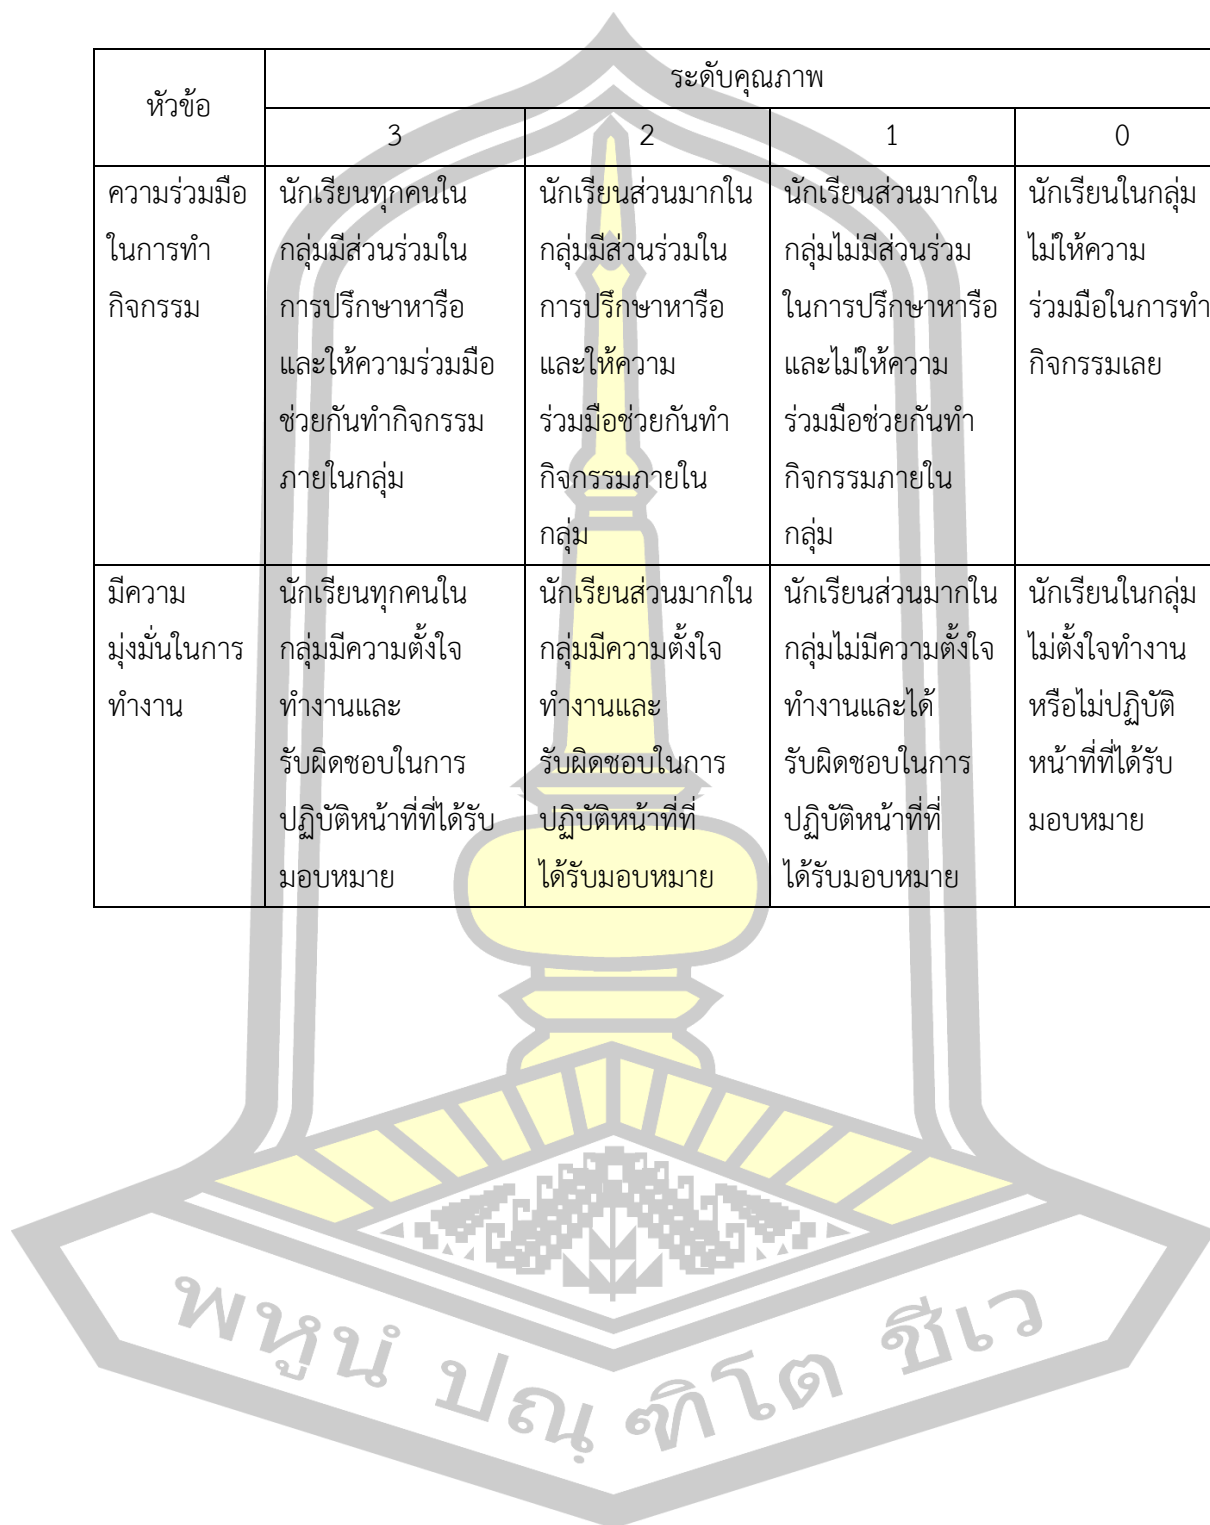 หัวข้อ
ระดับคุณภาพ
3
2
1
0
ความร่วมมือ
ในการทำ
กิจกรรม
นักเรียนทุกคนใน
กลุ่มมีส่วนร่วมใน
การปรึกษาหารือ
และให้ความร่วมมือ
ช่วยกันทำกิจกรรม
ภายในกลุ่ม
นักเรียนส่วนมากใน
กลุ่มมีส่วนร่วมใน
การปรึกษาหารือ
และให้ความ
ร่วมมือช่วยกันทำ
กิจกรรมภายใน
กลุ่ม
นักเรียนส่วนมากใน
กลุ่มไม่มีส่วนร่วม
ในการปรึกษาหารือ
และไม่ให้ความ
ร่วมมือช่วยกันทำ
กิจกรรมภายใน
กลุ่ม
นักเรียนในกลุ่ม
ไม่ให้ความ
ร่วมมือในการทำ
กิจกรรมเลย
มีความ
มุ่งมั่นในการ
ทำงาน
นักเรียนทุกคนใน
กลุ่มมีความตั้งใจ
ทำงานและ
รับผิดชอบในการ
ปฏิบัติหน้าที่ที่ได้รับ
มอบหมาย
นักเรียนส่วนมากใน
กลุ่มมีความตั้งใจ
ทำงานและ
รับผิดชอบในการ
ปฏิบัติหน้าที่ที่
ได้รับมอบหมาย
นักเรียนส่วนมากใน
กลุ่มไม่มีความตั้งใจ
ทำงานและได้
รับผิดชอบในการ
ปฏิบัติหน้าที่ที่
ได้รับมอบหมาย
นักเรียนในกลุ่ม
ไม่ตั้งใจทำงาน
หรือไม่ปฏิบัติ
หน้าที่ที่ได้รับ
มอบหมาย
พหูนํ ปณฺฑิโต ชีเว